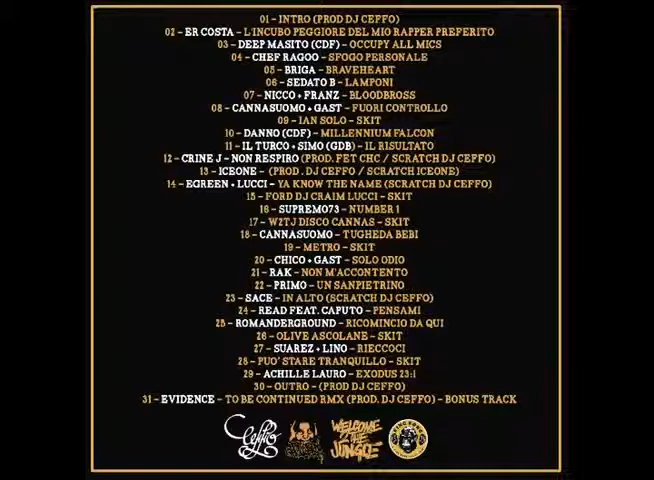 01 – INTRO (PROD DJ CEFFO)
02 – ER COSTA – L'INCUBO PEGGIORE DEL MIO RAPPER PREFERITO
03 – DEEP MASITO (CDF) – OCCUPY ALL MICS
04 – CHEF RAGOO – SFOGO PERSONALE
05 – BRIGA – BRAVEHEART
06 – SEDATO B – LAMPONI
07 – NICCO + FRANZ – BLOODBROSS
08 – CANNASUOMO + GAST – FUORI CONTROLLO
09 – IAN SOLO – SKIT
10 – DANNO (CDF) – MILLENNIUM FALCON
11 – IL TURCO + SIMO (GDB) – IL RISULTATO
12 – CRINE J – NON RESPIRO (PROD. FET CHC / SCRATCH DJ CEFFO)
13 – ICEONE – (PROD. DJ CEFFO / SCRATCH ICEONE)
14 – EGREEN + LUCCI – YA KNOW THE NAME (SCRATCH DJ CEFFO)
15 – FORD DJ CRAIM LUCCI – SKIT
16 – SUPREMO73 – NUMBER 1
17 – W2TJ DISCO CANNAS – SKIT
18 – CANNASUOMO – TUGHEDA BEBI
19 – METRO – SKIT
20 – CHICO + GAST – SOLO ODIO
21 – RAK – NON M'ACCONTENTO
22 – PRIMO – UN SANPIETRINO
23 – SACE – IN ALTO (SCRATCH DJ CEFFO)
24 – READ FEAT. CAPUTO – PENSAMI
25 – ROMANDERGROUND – RICOMINCIO DA QUI
26 – OLIVE ASCOLANE – SKIT
27 – SUAREZ + LINO – RIECCOCI
28 – PUO' STARE TRANQUILLO – SKIT
29 – ACHILLE LAURO – EXODUS 23:1
30 – OUTRO – (PROD DJ CEFFO)
31 – EVIDENCE – TO BE CONTINUED RMX (PROD. DJ CEFFO) – BONUS TRACK
Ceffo
WELCOME 2 THE JUNGLE